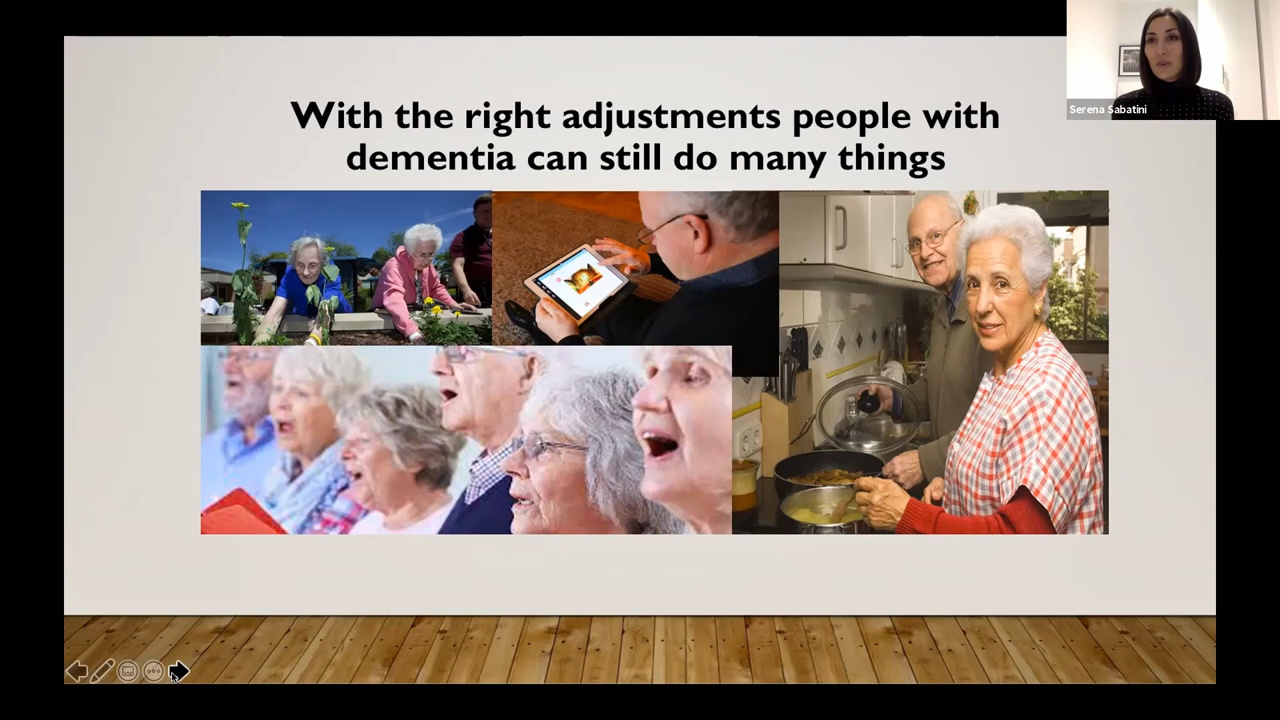 With the right adjustments people with
dementia can still do many things
Serena Sabatini